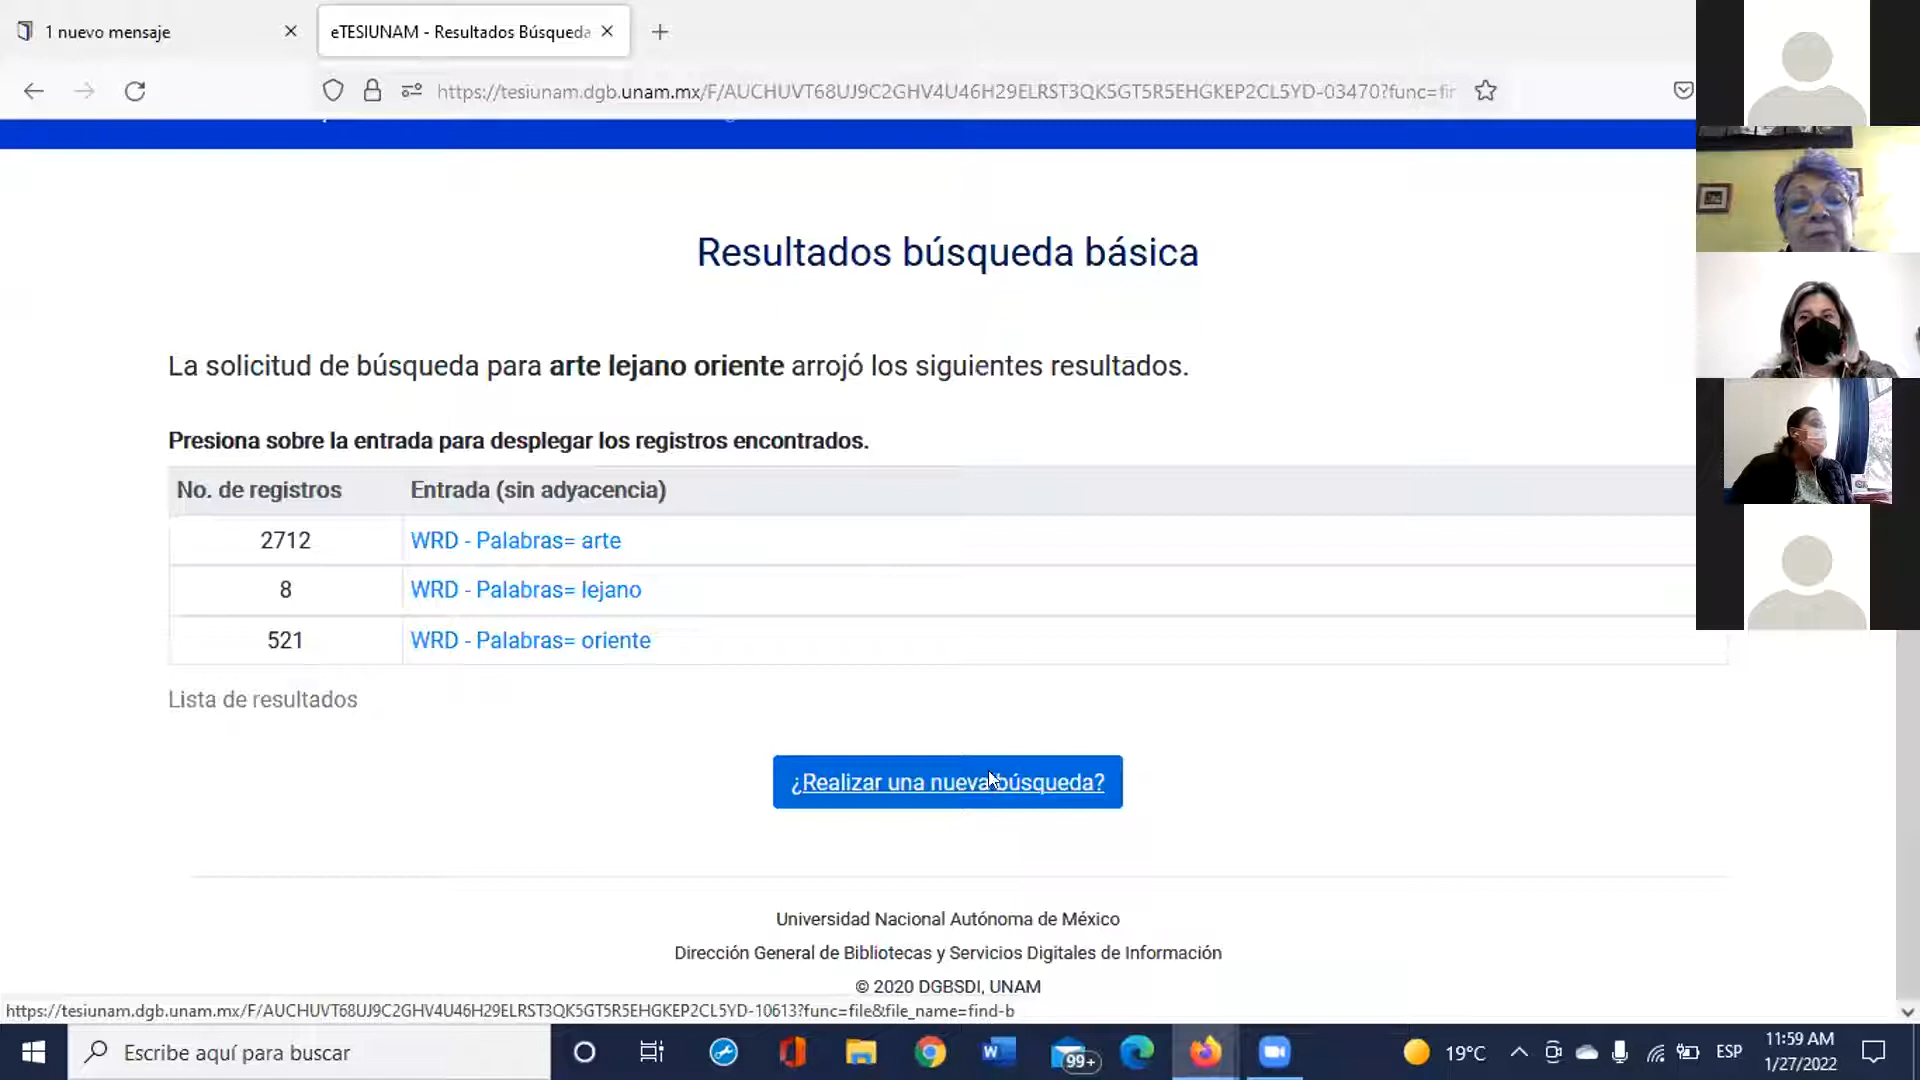 1 nuevo mensaje
eTESIUNAM - Resultados Búsqueda
https://tesiunam.dgb.unam.mx/F/AUCHUVT68UJ9C2GHV4U46H29ELRST3QK5GT5R5EHGKEP2CL5YD-03470?func=fir
Resultados búsqueda básica
La solicitud de búsqueda para arte lejano oriente arrojó los siguientes resultados.
Presiona sobre la entrada para desplegar los registros encontrados.
No. de registros Entrada (sin adyacencia)
2712 WRD - Palabras= arte
8 WRD - Palabras= lejano
521 WRD - Palabras= oriente
Lista de resultados
¿Realizar una nueva búsqueda?
Universidad Nacional Autónoma de México
Dirección General de Bibliotecas y Servicios Digitales de Información
© 2020 DGBSDI, UNAM
https://tesiunam.dgb.unam.mx/F/AUCHUVT68UJ9C2GHV4U46H29ELRST3QK5GT5R5EHGKEP2CL5YD-10613?func=file&file_name=find-b
Escribe aquí para buscar
99+
19°C
ESP
11:59 AM
1/27/2022